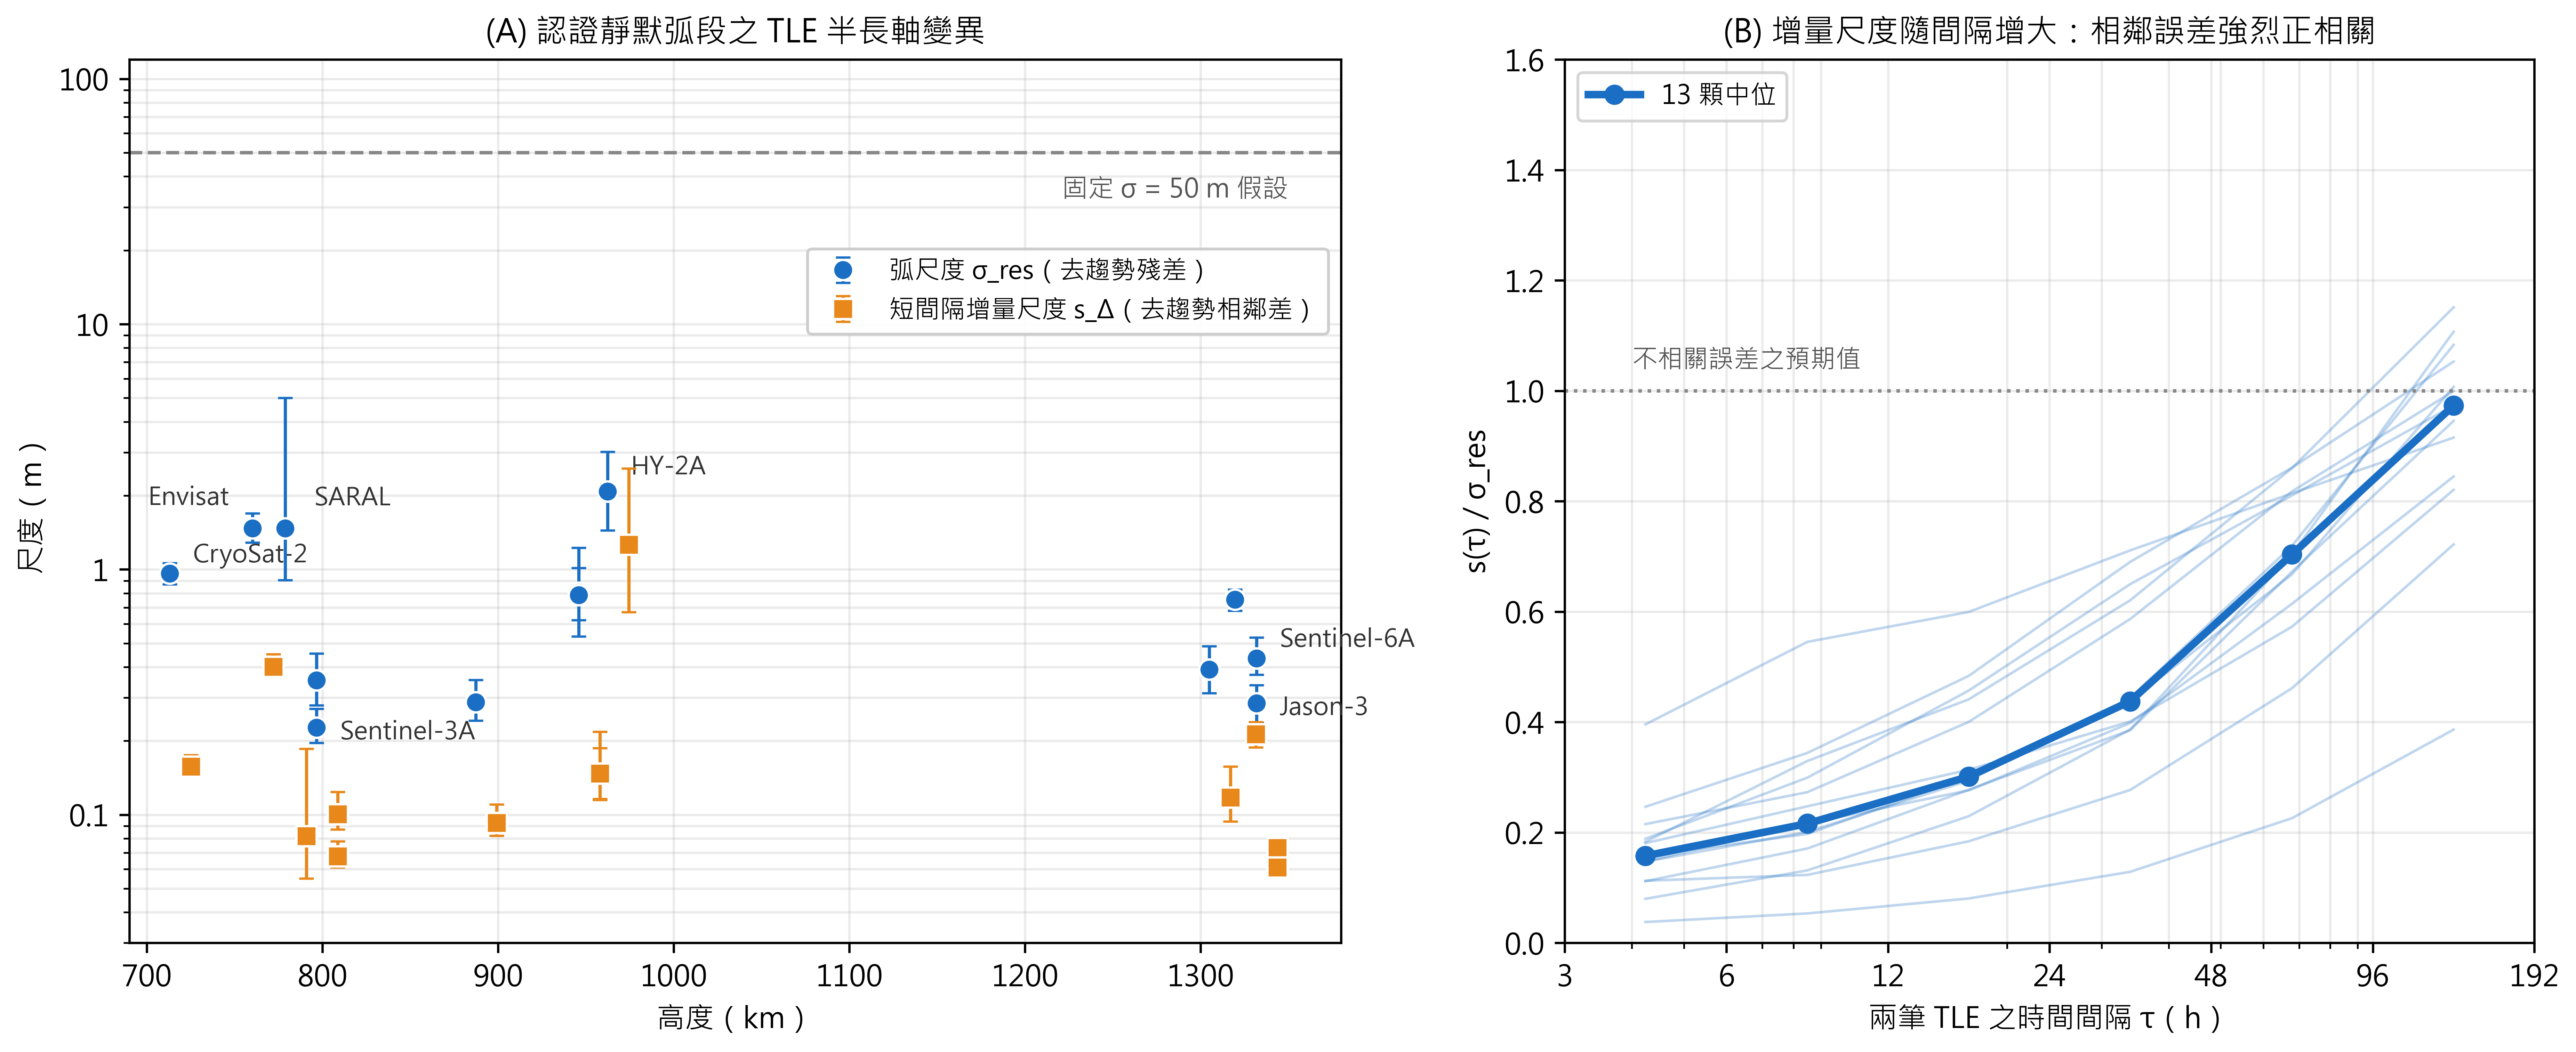 (A) 認證靜默弧段之 TLE 半長軸變異
100
10
1
0.1
尺度 ( m )
固定 σ = 50 m 假設
弧尺度 σ_res ( 去趨勢殘差 )
短間隔增量尺度 s_Δ ( 去趨勢相鄰差 )
Envisat
SARAL
CryoSat-2
HY-2A
Sentinel-3A
Sentinel-6A
Jason-3
700 800 900 1000 1100 1200 1300
高度 ( km )
(B) 增量尺度隨間隔增大：相鄰誤差強烈正相關
13 顆中位
1.6
1.4
1.2
1.0
0.8
0.6
0.4
0.2
0.0
s(τ) / σ_res
不相關誤差之預期值
3 6 12 24 48 96 192
兩筆 TLE 之時間間隔 τ ( h )